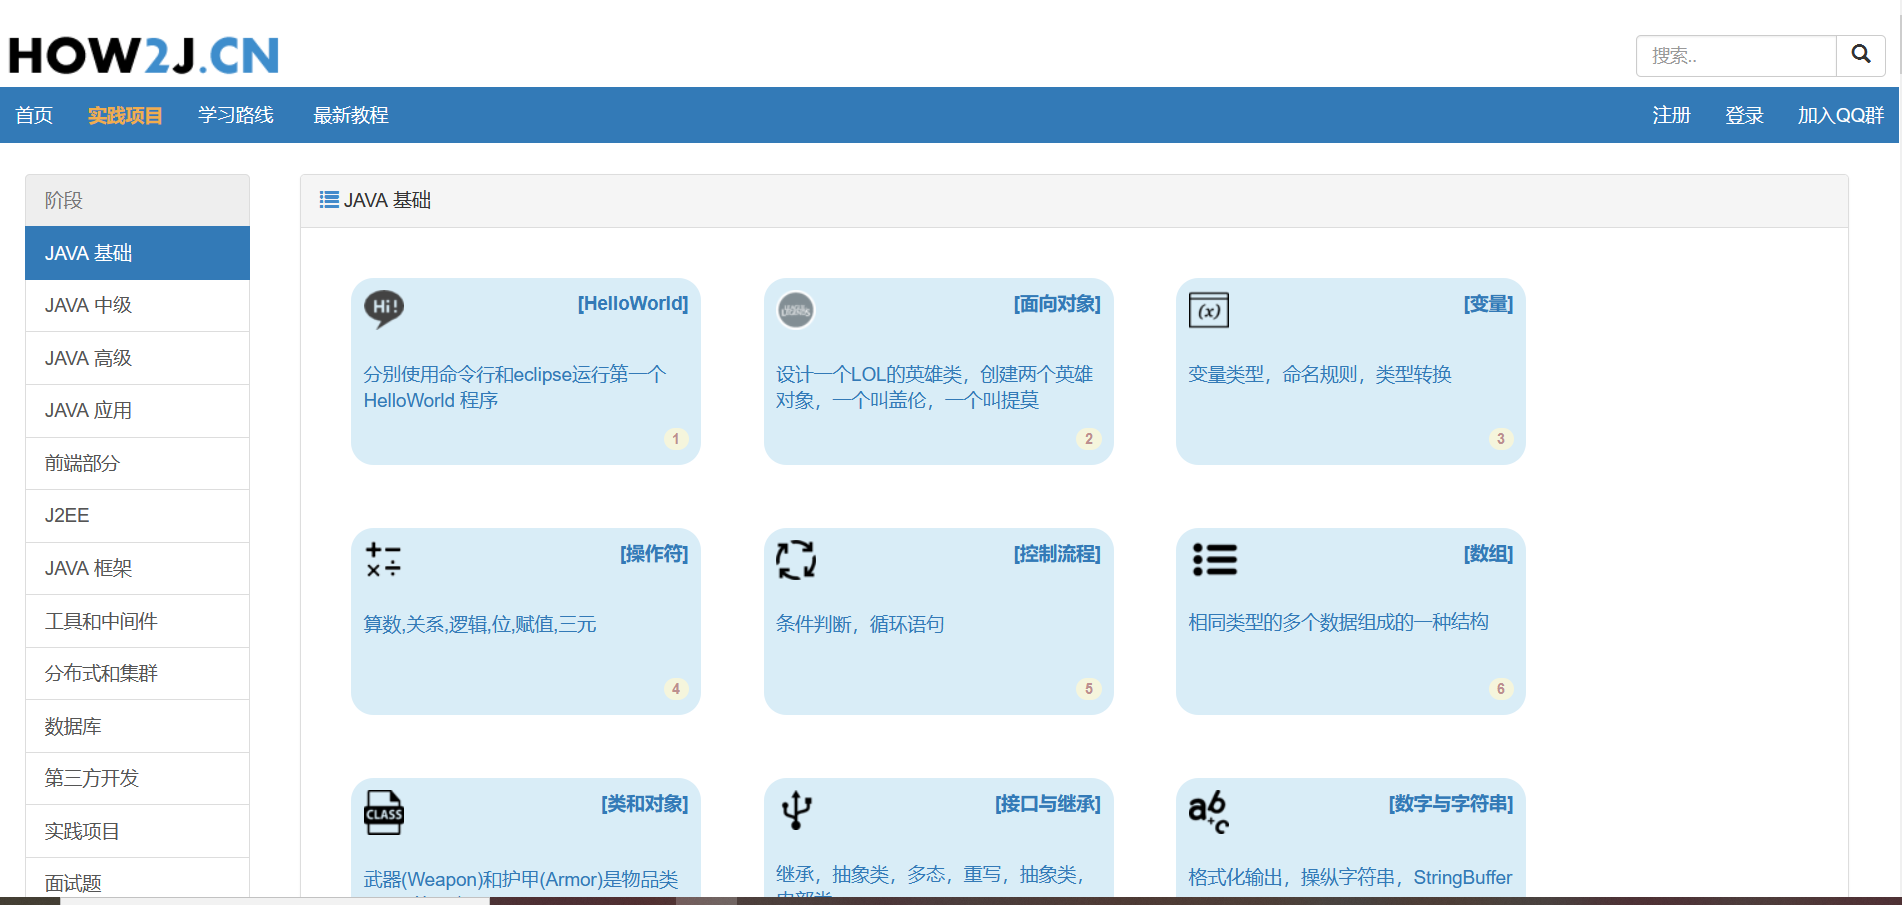 HOW2J.CN
搜索..
首页 实践项目 学习路线 最新教程 注册 登录 加入QQ群
阶段
JAVA 基础
JAVA 中级
JAVA 高级
JAVA 应用
前端部分
J2EE
JAVA 框架
工具和中间件
分布式和集群
数据库
第三方开发
实践项目
面试题
JAVA 基础
Hi!
[HelloWorld]
分别使用命令行和eclipse运行第一个
HelloWorld 程序
1
LEAGUE LEGENDS
[面向对象]
设计一个LOL的英雄类，创建两个英雄
对象，一个叫盖伦，一个叫提莫
2
(x)
[变量]
变量类型，命名规则，类型转换
3
[操作符]
算数,关系,逻辑,位,赋值,三元
4
[控制流程]
条件判断，循环语句
5
[数组]
相同类型的多个数据组成的一种结构
6
CLASS
[类和对象]
武器(Weapon)和护甲(Armor)是物品类
[接口与继承]
继承，抽象类，多态，重写，抽象类，
内部类
ab+c
[数字与字符串]
格式化输出，操纵字符串，StringBuffer